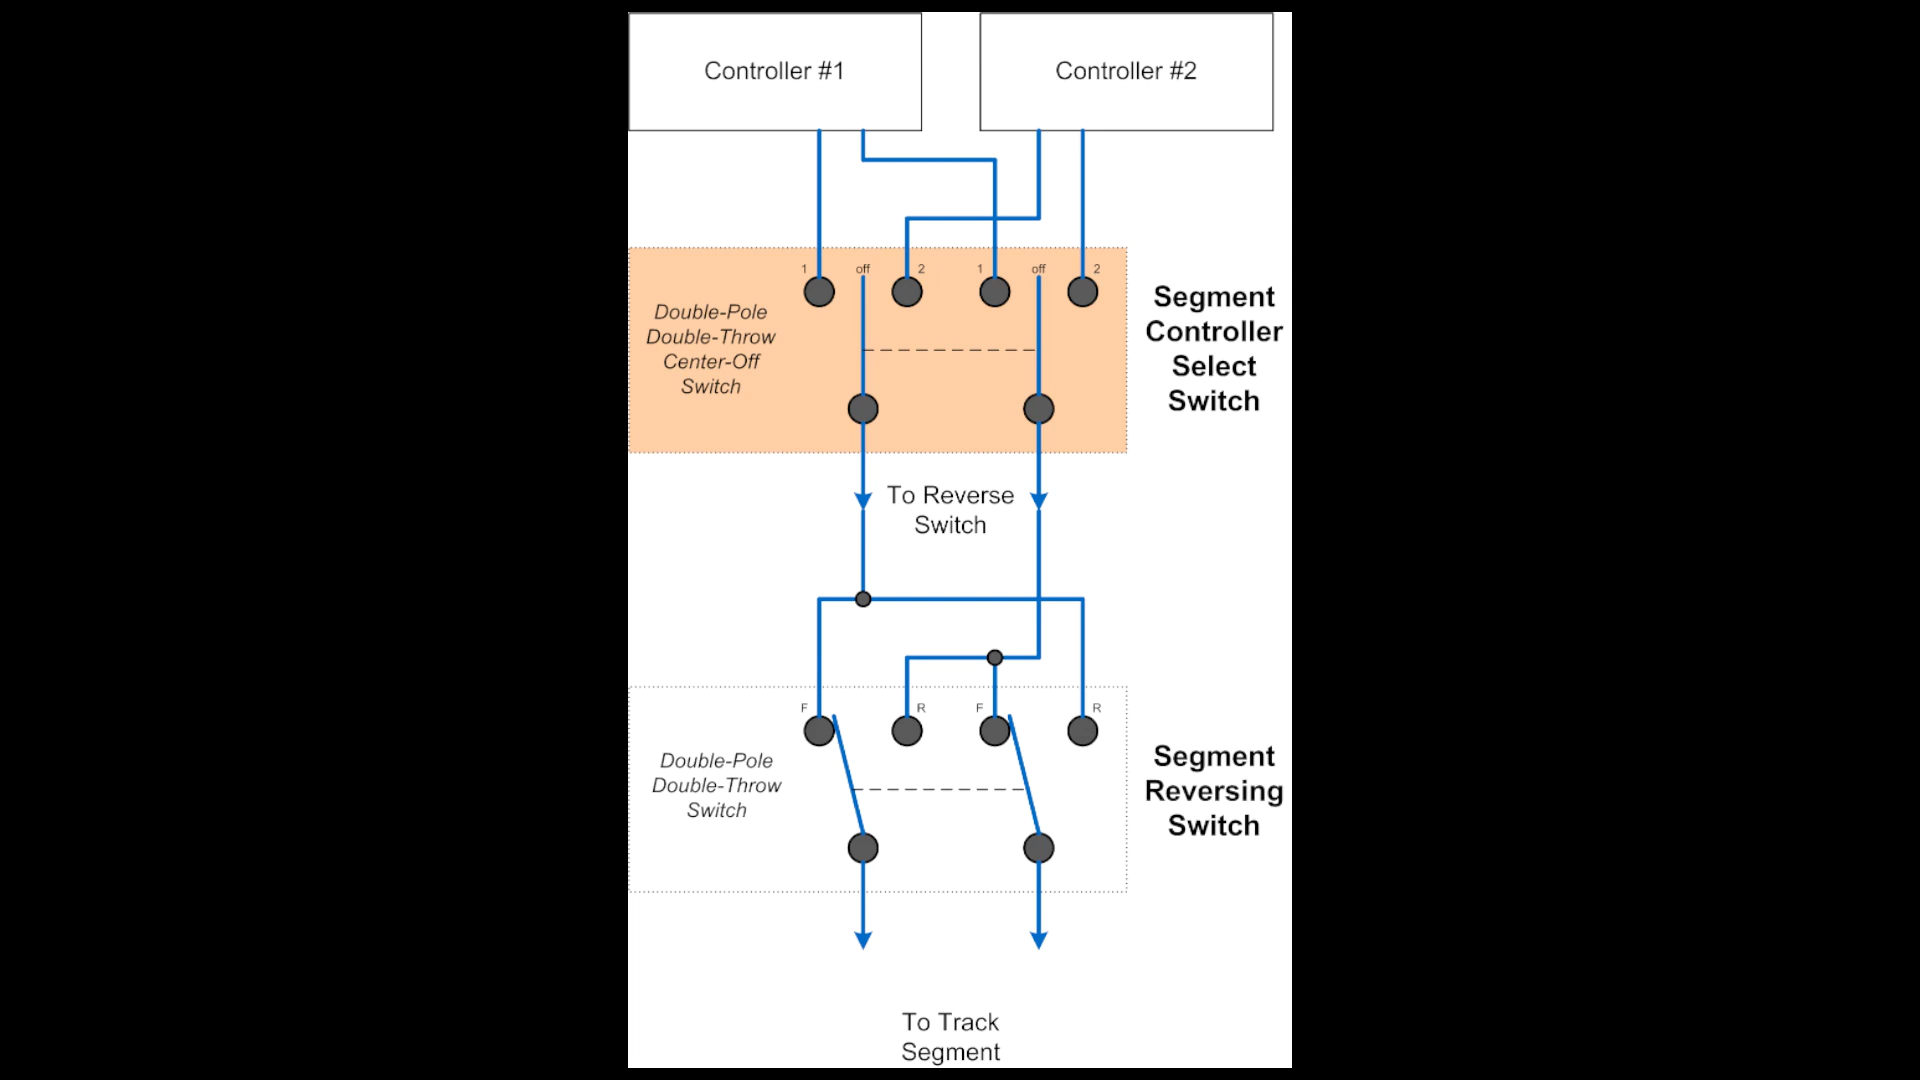 Controller #1
Controller #2
1
off
2
1
off
2
Double-Pole
Double-Throw
Center-Off
Switch
Segment
Controller
Select
Switch
To Reverse
Switch
F
R
F
R
Double-Pole
Double-Throw
Switch
Segment
Reversing
Switch
To Track
Segment